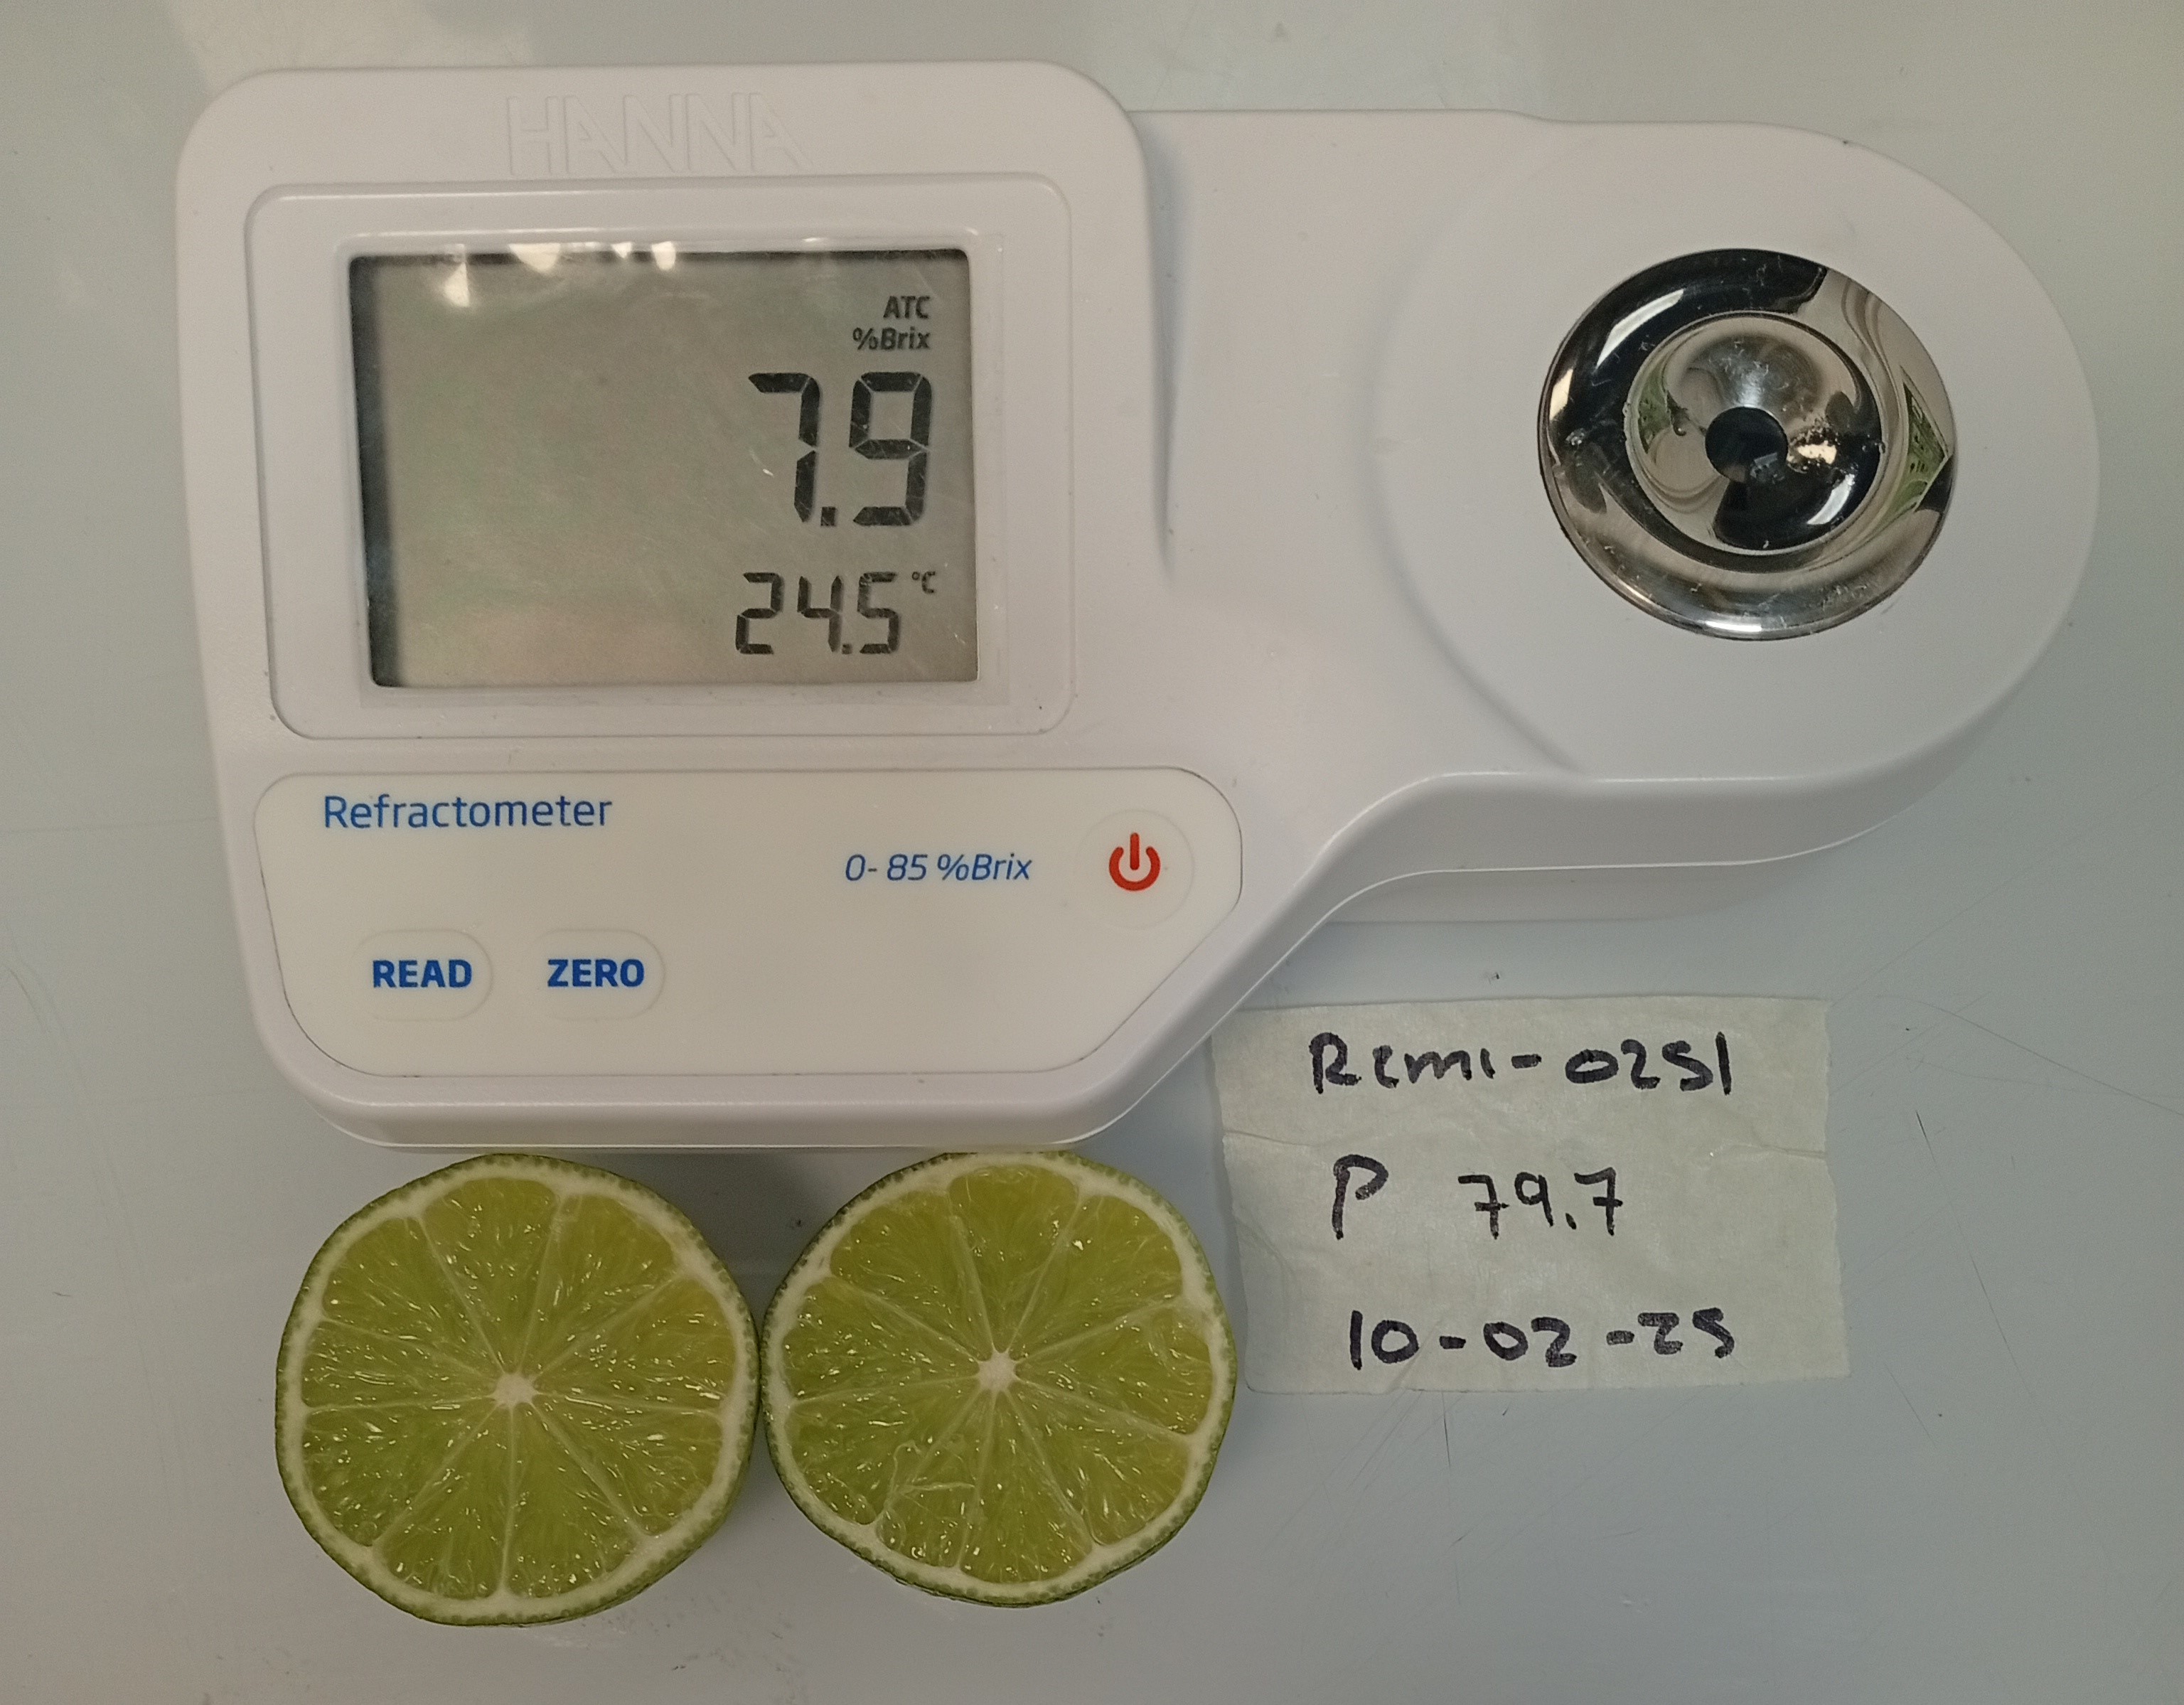 HANNA
ATC
%Brix
7.9
24.5 °C
Refractometer
0-85 %Brix
READ ZERO
Remi-0251
P 79.7
10-02-25